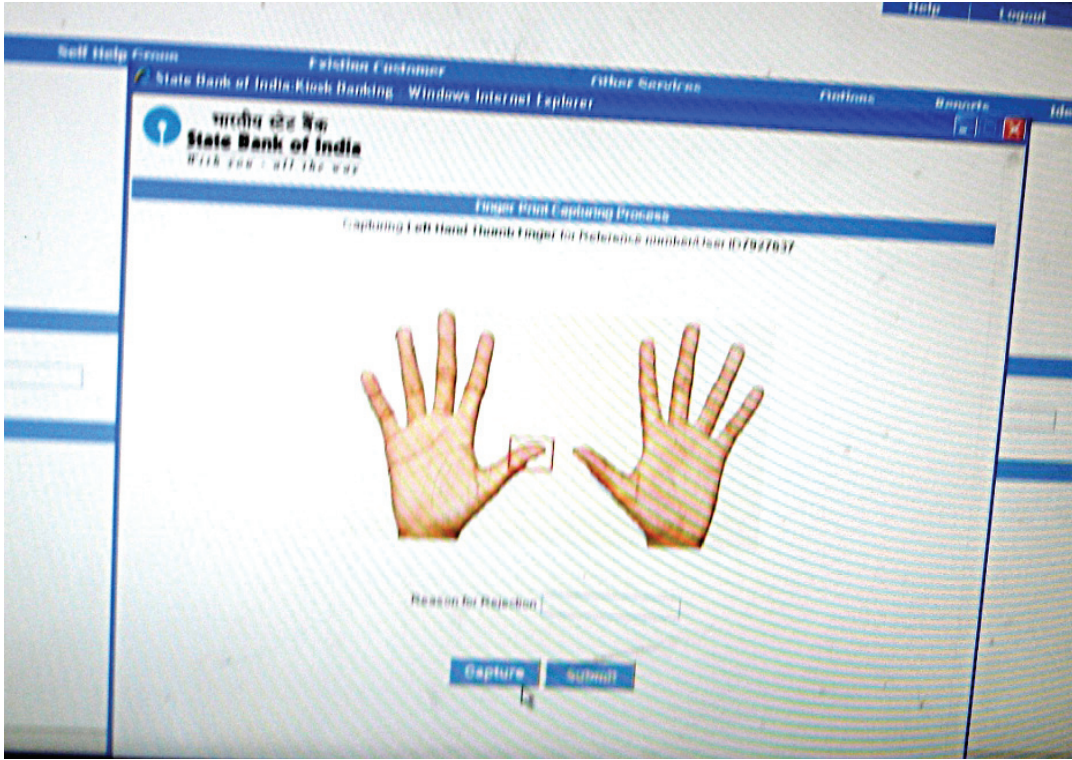 Help Logout
Self Help Group Existing Customer Other Services Options Reports Ide
State Bank of India-Kiosk Banking - Windows Internet Explorer
भारतीय स्टेट बैंक
State Bank of India
With you - all the way
Finger Print Capturing Process
Capturing Left Hand Thumb Finger for Reference number/User ID7927637
Reason for Rejection
Capture Submit